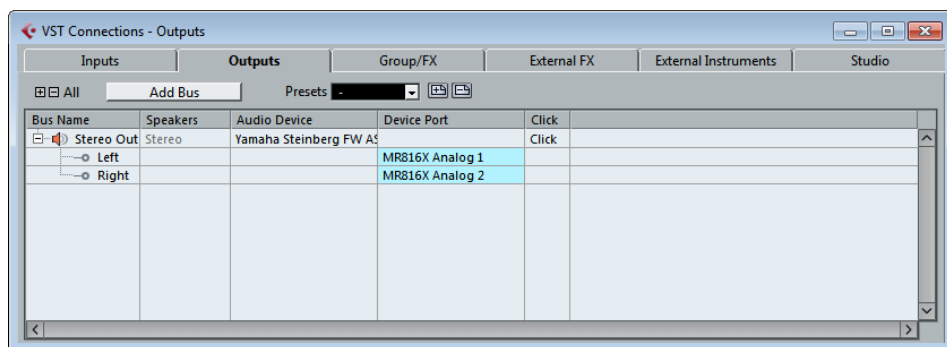 VST Connections - Outputs
Inputs Outputs Group/FX External FX External Instruments Studio
All Add Bus Presets -
Bus Name Speakers Audio Device Device Port Click
Stereo Out Stereo Yamaha Steinberg FW AS Click
Left MR816X Analog 1
Right MR816X Analog 2